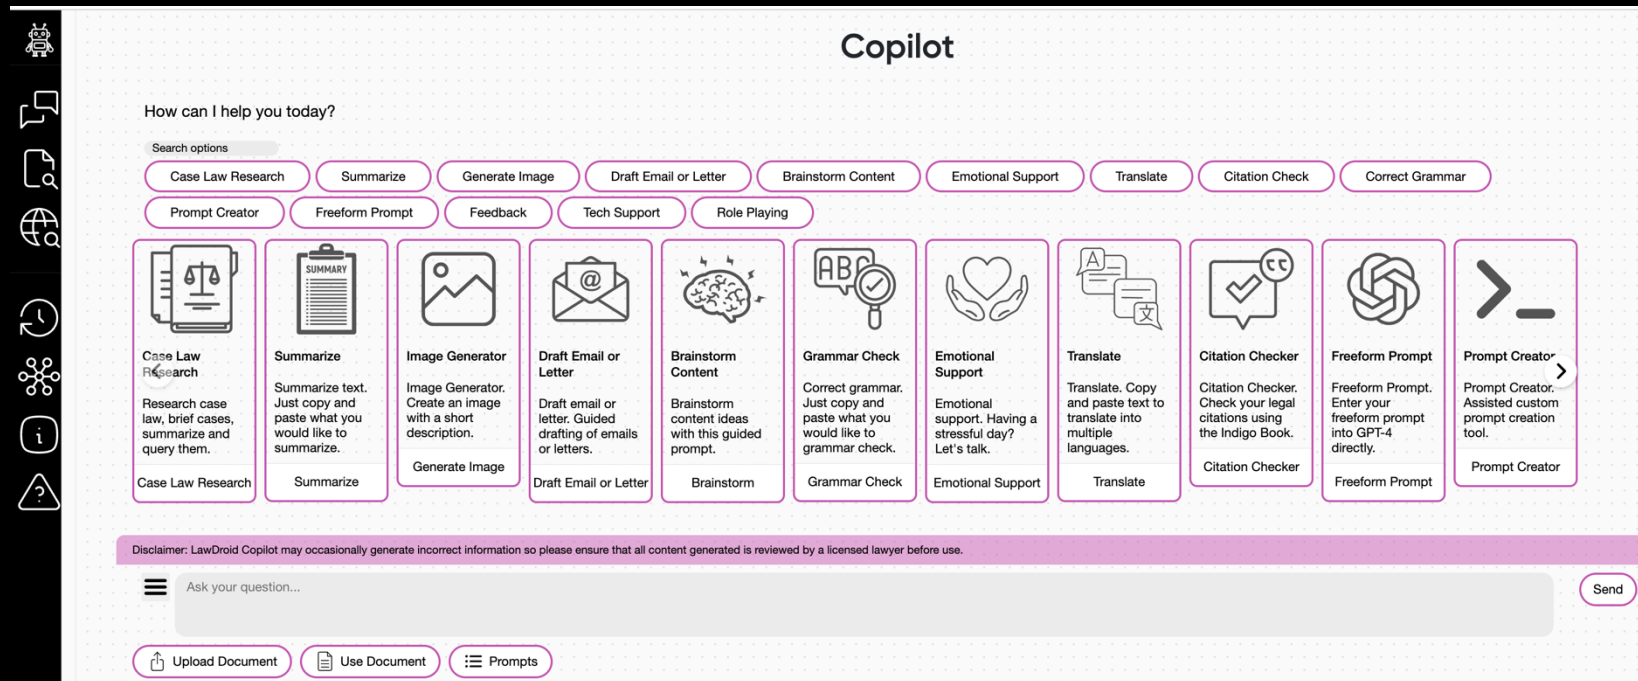 Copilot
How can I help you today?
Search options
Case Law Research
Summarize
Generate Image
Draft Email or Letter
Brainstorm Content
Emotional Support
Translate
Citation Check
Correct Grammar
Prompt Creator
Freeform Prompt
Feedback
Tech Support
Role Playing
Case Law
Research
Research case
law, brief cases,
summarize and
query them.
Case Law Research
SUMMARY
Summarize
Summarize text.
Just copy and
paste what you
would like to
summarize.
Summarize
Image Generator
Image Generator.
Create an image
with a short
description.
Generate Image
@
Draft Email or
Letter
Draft email or
letter. Guided
drafting of emails
or letters.
Draft Email or Letter
Brainstorm
Content
Brainstorm
content ideas
with this guided
prompt.
Brainstorm
ABC
Grammar Check
Correct grammar.
Just copy and
paste what you
would like to
grammar check.
Grammar Check
Emotional
Support
Emotional
support. Having a
stressful day?
Let's talk.
Emotional Support
A
文
Translate
Translate. Copy
and paste text to
translate into
multiple
languages.
Translate
Citation Checker
Citation Checker.
Check your legal
citations using
the Indigo Book.
Citation Checker
Freeform Prompt
Freeform Prompt.
Enter your
freeform prompt
into GPT-4
directly.
Freeform Prompt
Prompt Creator
Prompt Creator.
Assisted custom
prompt creation
tool.
Prompt Creator
Disclaimer: LawDroid Copilot may occasionally generate incorrect information so please ensure that all content generated is reviewed by a licensed lawyer before use.
Ask your question...
Send
Upload Document
Use Document
Prompts